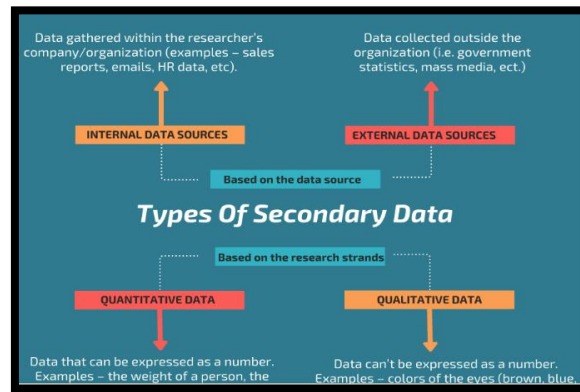 Data gathered within the researcher's
company/organization (examples – sales
reports, emails, HR data, etc).
Data collected outside the
organization (i.e. government
statistics, mass media, ect.)
INTERNAL DATA SOURCES
EXTERNAL DATA SOURCES
Based on the data source
Types Of Secondary Data
Based on the research strands
QUANTITATIVE DATA
QUALITATIVE DATA
Data that can be expressed as a number.
Examples – the weight of a person, the
Data can't be expressed as a number.
Examples – colors of the eyes (brown, blue,